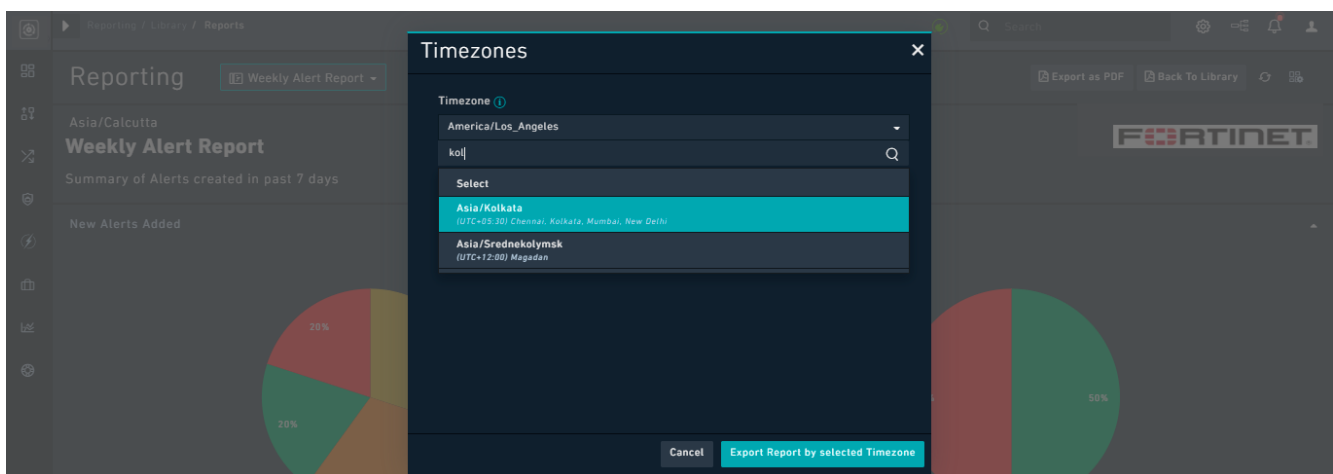 Reporting / Library / Reports
Search
Timezones
Reporting
Weekly Alert Report
Export as PDF
Back To Library
Timezone
America/Los_Angeles
kol
Select
Asia/Kolkata
(UTC+05:30) Chennai, Kolkata, Mumbai, New Delhi
Asia/Srednekolymsk
(UTC+12:00) Magadan
Asia/Calcutta
Weekly Alert Report
Summary of Alerts created in past 7 days
FORTINET
New Alerts Added
20%
20%
50%
Cancel
Export Report by selected Timezone